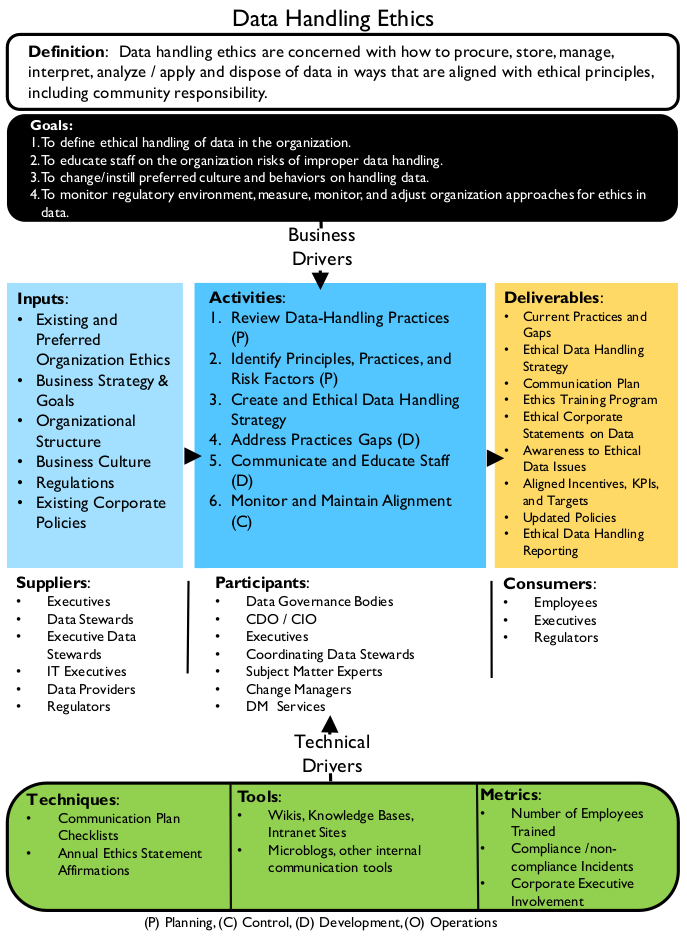 Data Handling Ethics
Definition: Data handling ethics are concerned with how to procure, store, manage,
interpret, analyze / apply and dispose of data in ways that are aligned with ethical principles,
including community responsibility.
Goals:
1. To define ethical handling of data in the organization.
2. To educate staff on the organization risks of improper data handling.
3. To change/instill preferred culture and behaviors on handling data.
4. To monitor regulatory environment, measure, monitor, and adjust organization approaches for ethics in
data.
Business
Drivers
Inputs:
• Existing and
Preferred
Organization Ethics
• Business Strategy &
Goals
• Organizational
Structure
• Business Culture
• Regulations
• Existing Corporate
Policies
Activities:
1. Review Data-Handling Practices
(P)
2. Identify Principles, Practices, and
Risk Factors (P)
3. Create and Ethical Data Handling
Strategy
4. Address Practices Gaps (D)
5. Communicate and Educate Staff
(D)
6. Monitor and Maintain Alignment
(C)
Deliverables:
• Current Practices and
Gaps
• Ethical Data Handling
Strategy
• Communication Plan
• Ethics Training Program
• Ethical Corporate
Statements on Data
• Awareness to Ethical
Data Issues
• Aligned Incentives, KPIs,
and Targets
• Updated Policies
• Ethical Data Handling
Reporting
Suppliers:
• Executives
• Data Stewards
• Executive Data
Stewards
• IT Executives
• Data Providers
• Regulators
Participants:
• Data Governance Bodies
• CDO / CIO
• Executives
• Coordinating Data Stewards
• Subject Matter Experts
• Change Managers
• DM Services
Consumers:
• Employees
• Executives
• Regulators
Technical
Drivers
Techniques:
• Communication Plan
Checklists
• Annual Ethics Statement
Affirmations
Tools:
• Wikis, Knowledge Bases,
Intranet Sites
• Microblogs, other internal
communication tools
Metrics:
• Number of Employees
Trained
• Compliance /non-
compliance Incidents
• Corporate Executive
Involvement
(P) Planning, (C) Control, (D) Development, (O) Operations